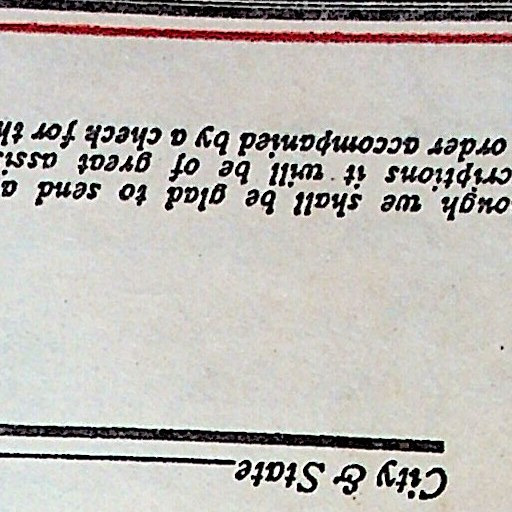 City & State
ough we shall be glad to send a
criptions it will be of great assis
order accompanied by a check for th